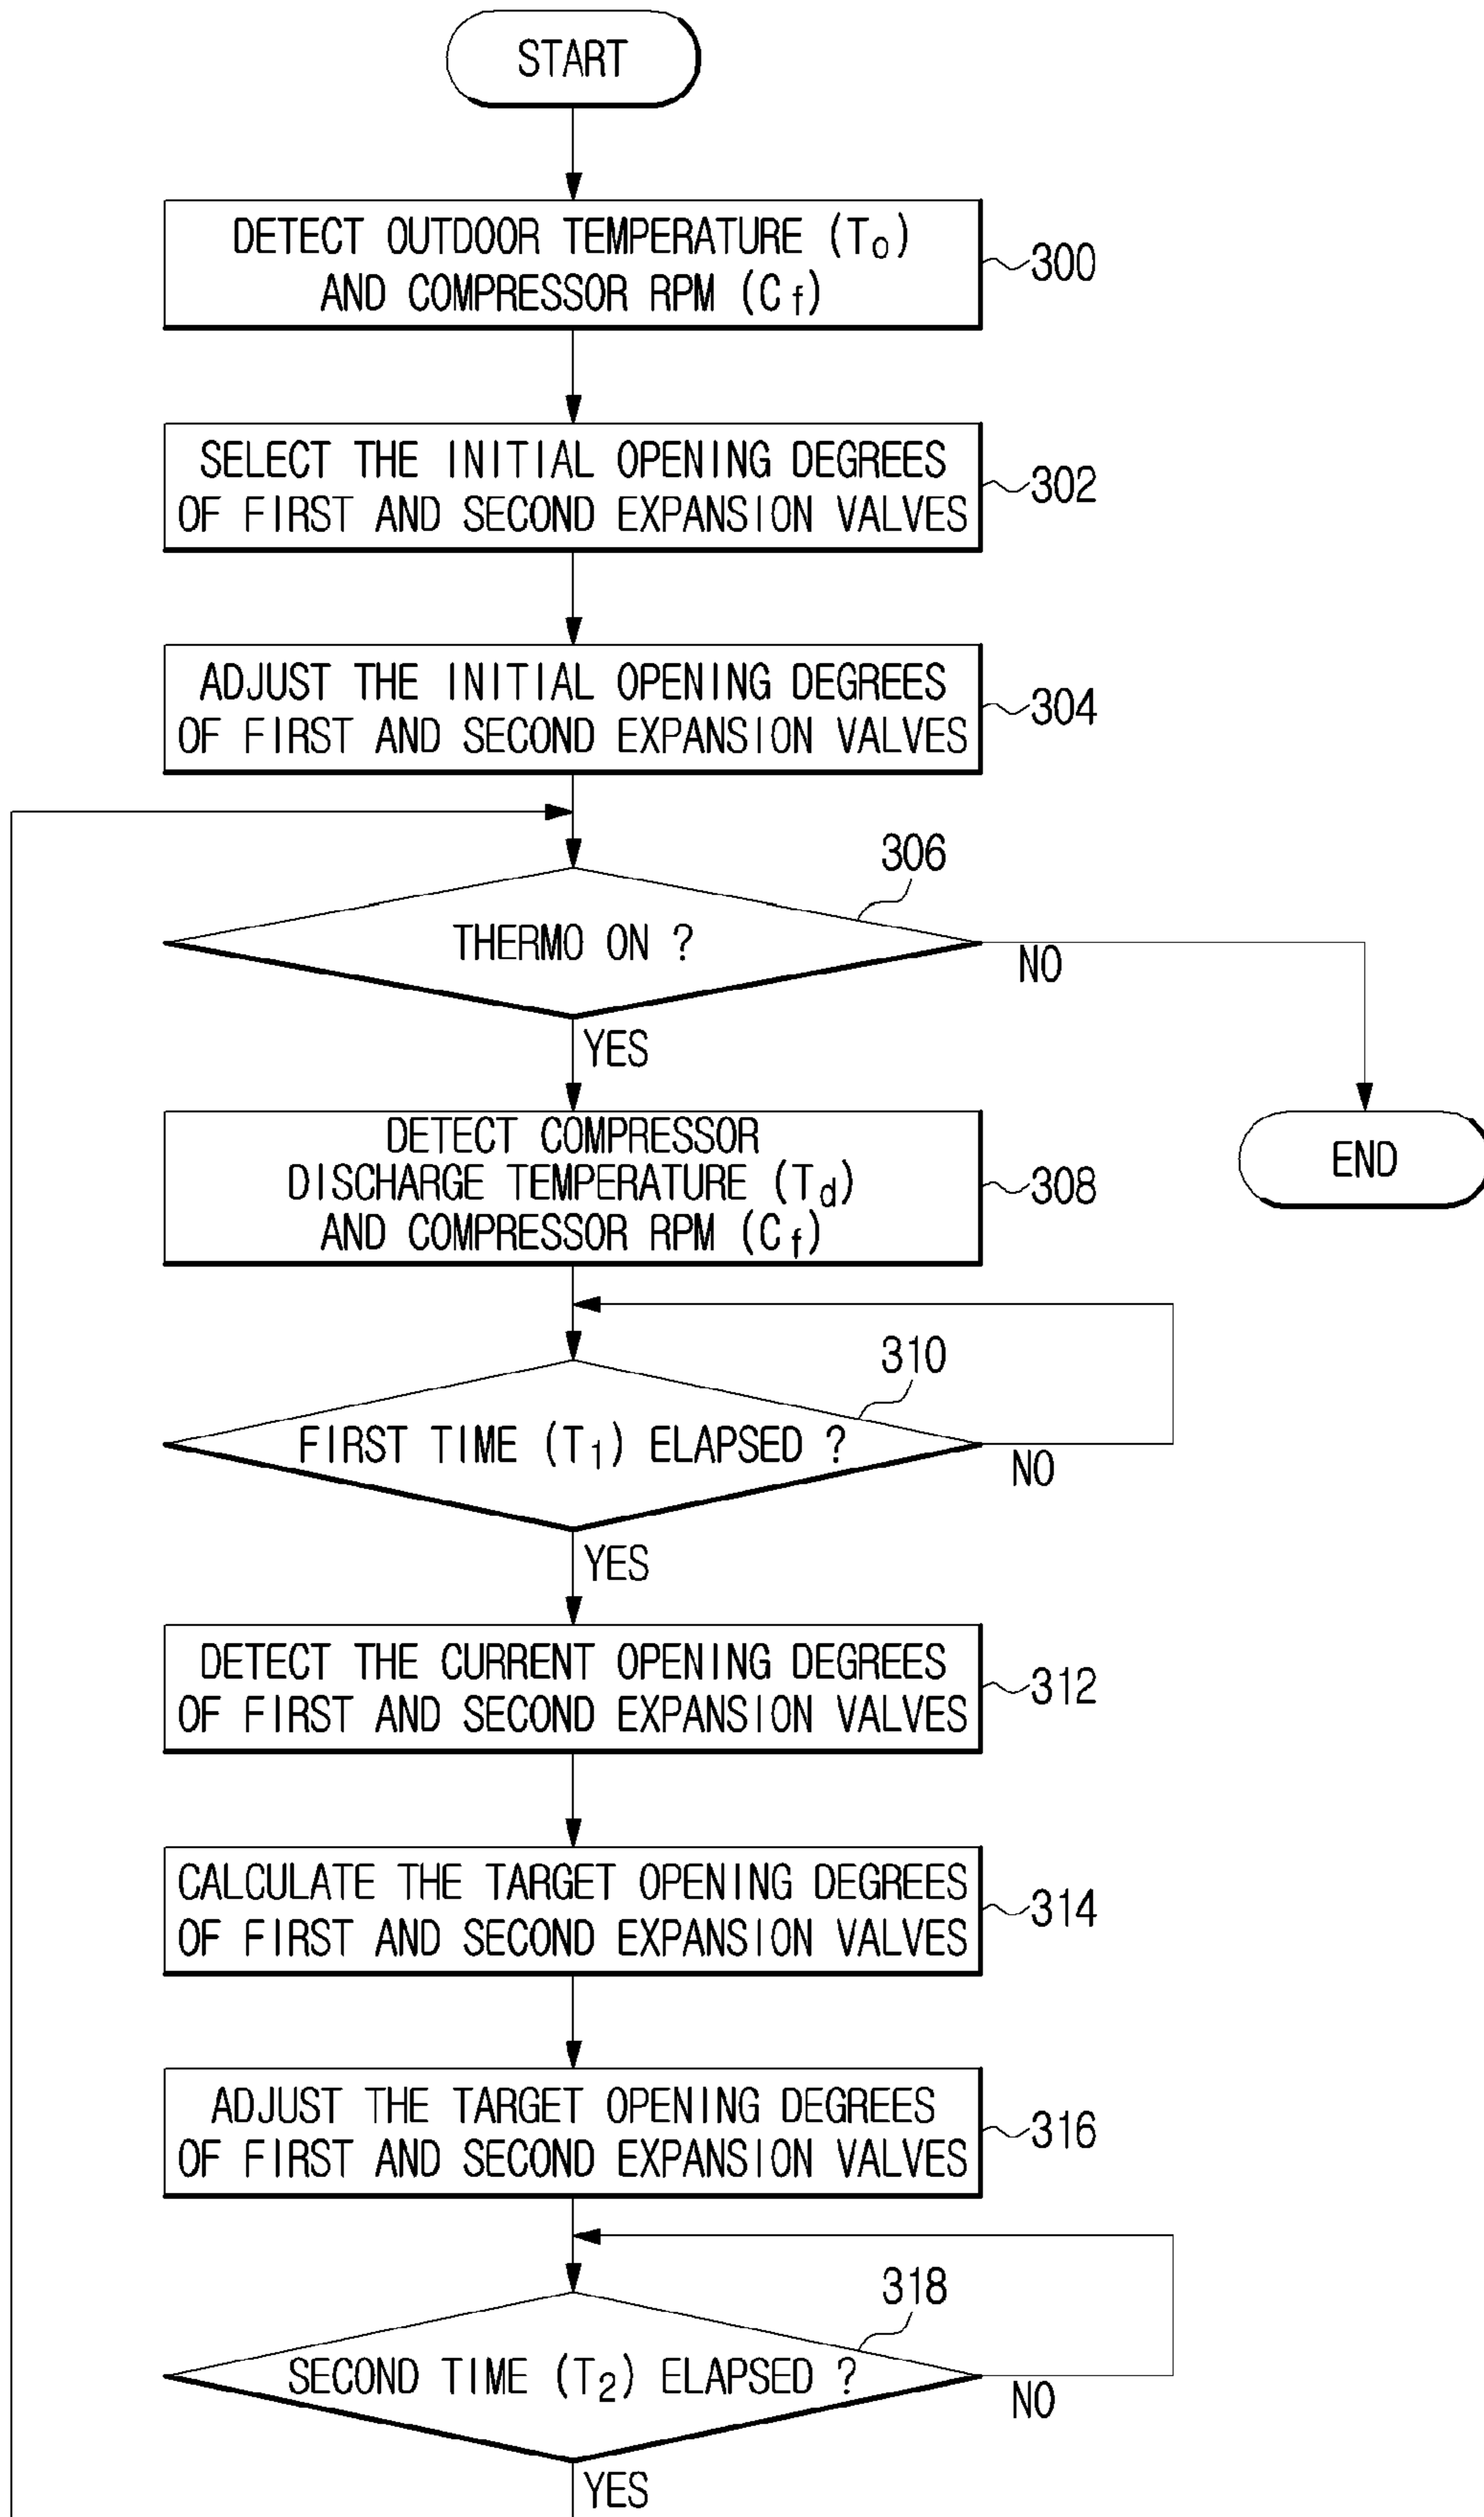 START
DETECT OUTDOOR TEMPERATURE (To)
AND COMPRESSOR RPM (Cf)
300
SELECT THE INITIAL OPENING DEGREES
OF FIRST AND SECOND EXPANSION VALVES
302
ADJUST THE INITIAL OPENING DEGREES
OF FIRST AND SECOND EXPANSION VALVES
304
306
THERMO ON ?
NO
YES
DETECT COMPRESSOR
DISCHARGE TEMPERATURE (Td)
AND COMPRESSOR RPM (Cf)
308
END
310
FIRST TIME (T1) ELAPSED ?
NO
YES
DETECT THE CURRENT OPENING DEGREES
OF FIRST AND SECOND EXPANSION VALVES
312
CALCULATE THE TARGET OPENING DEGREES
OF FIRST AND SECOND EXPANSION VALVES
314
ADJUST THE TARGET OPENING DEGREES
OF FIRST AND SECOND EXPANSION VALVES
316
318
SECOND TIME (T2) ELAPSED ?
NO
YES